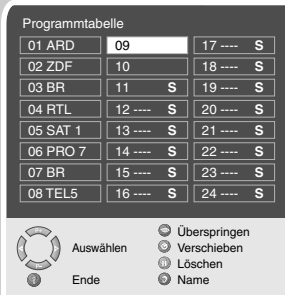 Programmtabelle
01 ARD 09 17 ---- S
02 ZDF 10 18 ---- S
03 BR 11 S 19 ---- S
04 RTL 12 ---- S 20 ---- S
05 SAT 1 13 ---- S 21 ---- S
06 PRO 7 14 ---- S 22 ---- S
07 BR 15 ---- S 23 ---- S
08 TEL5 16 ---- S 24 ---- S
Überspringen
Auswählen Verschieben
Löschen
Ende Name